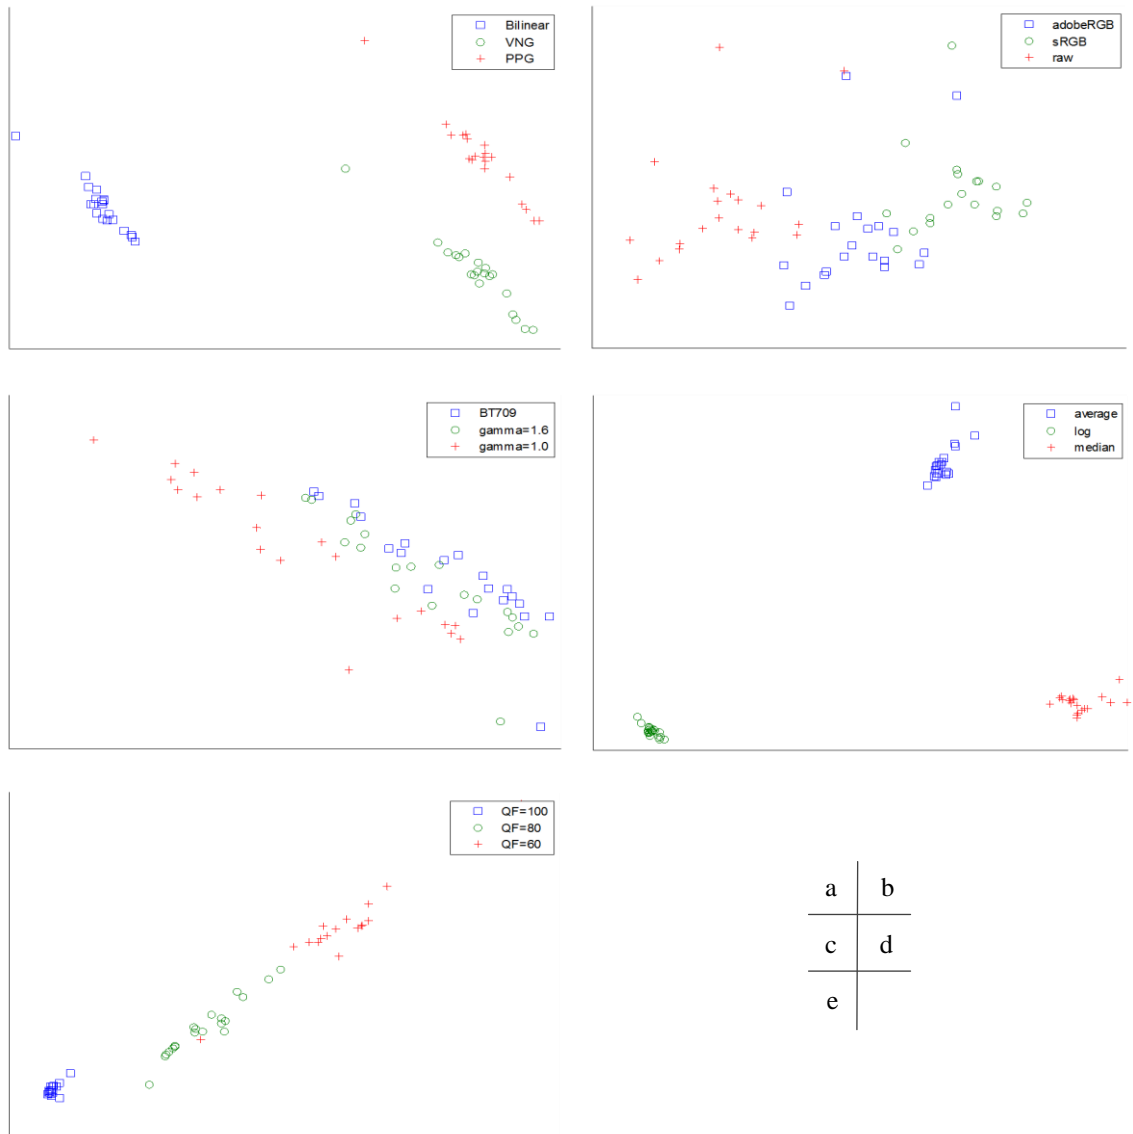 Bilinear
VNG
PPG
adobeRGB
sRGB
raw
BT709
gamma=1.6
gamma=1.0
average
log
median
QF=100
QF=80
QF=60
a b
c d
e